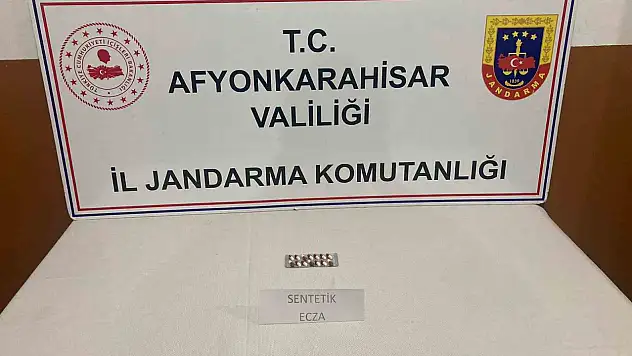 T.C.
AFYONKARAHİSAR
VALİLİĞİ
İL JANDARMA KOMUTANLIĞI
JANDARMA
SENTETİK
ECZA